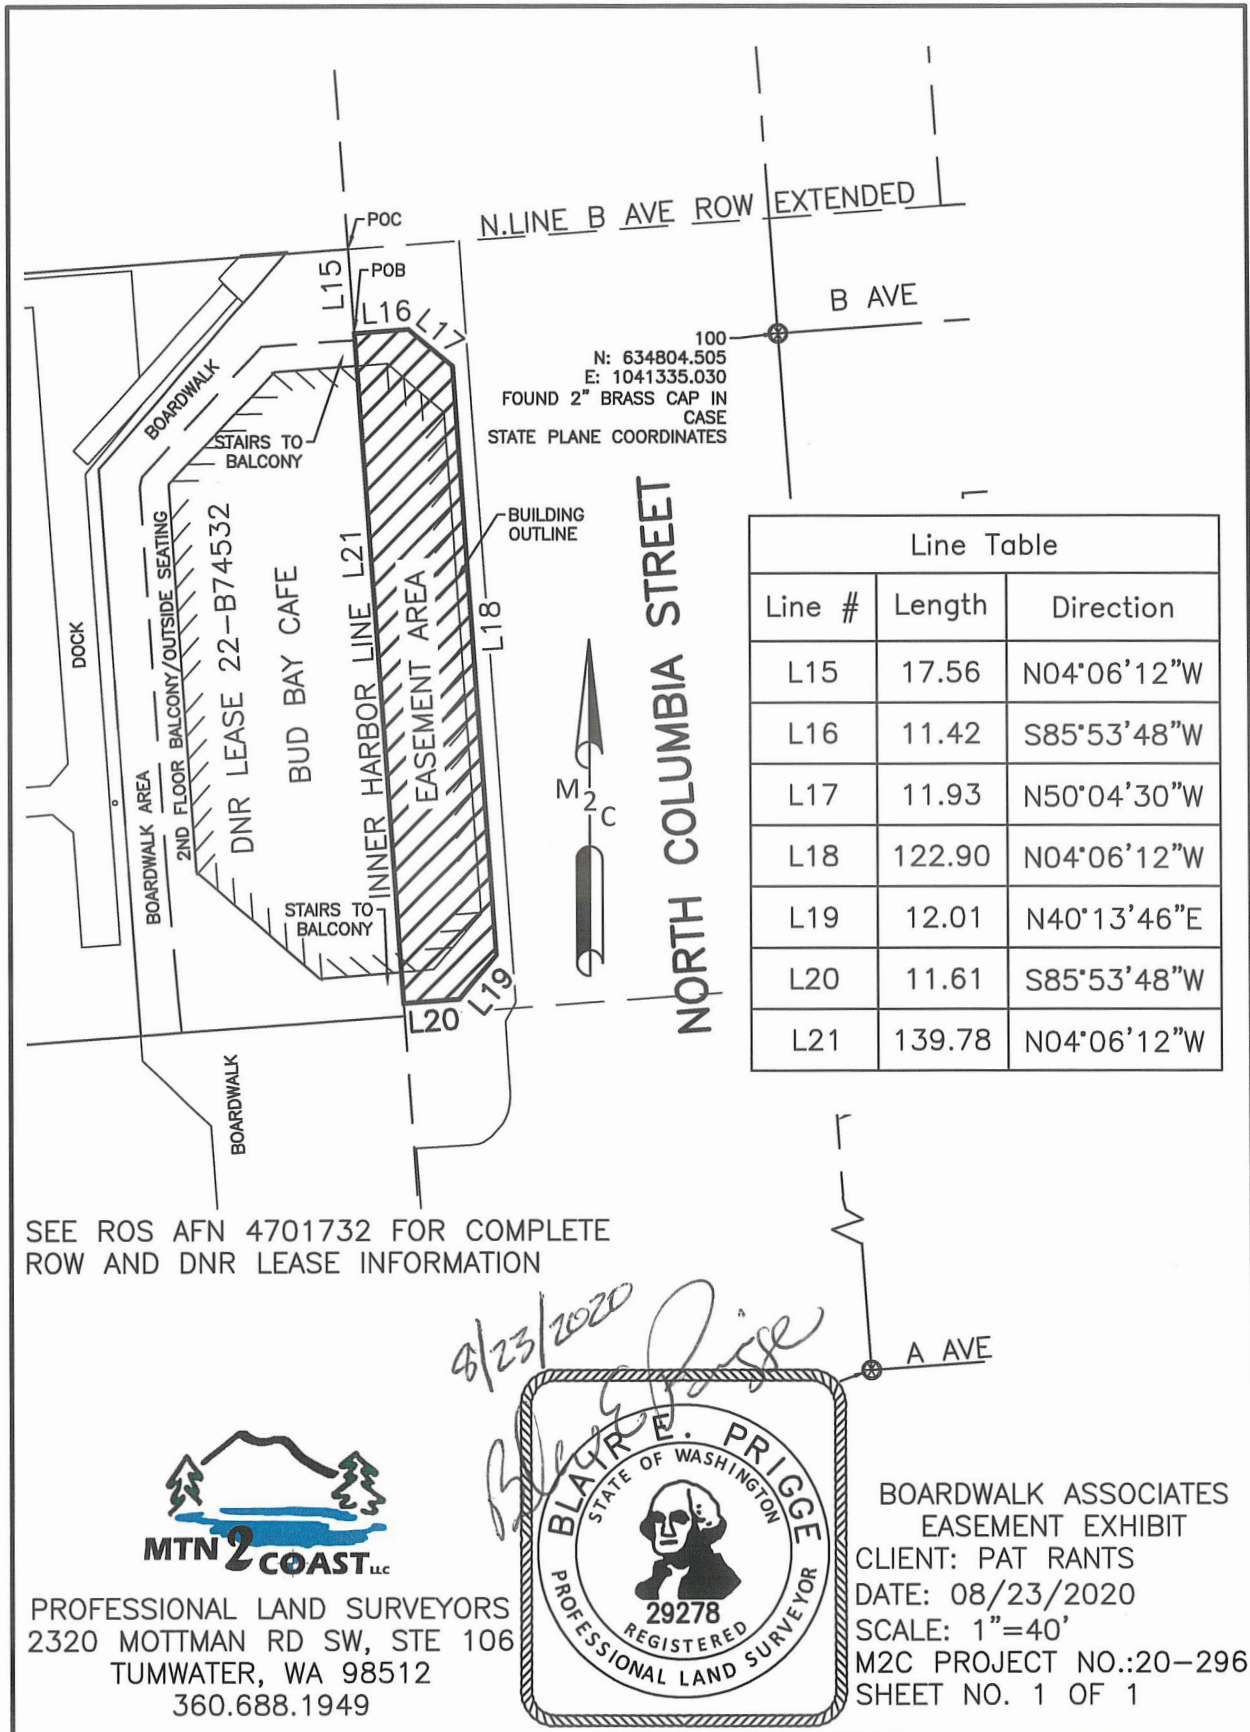 POC
N.LINE B AVE ROW EXTENDED
L15
POB
L16
L17
B AVE
100
N: 634804.505
E: 1041335.030
FOUND 2" BRASS CAP IN
CASE
STATE PLANE COORDINATES
BOARDWALK
STAIRS TO
BALCONY
BUILDING
OUTLINE
DOCK
BOARDWALK AREA
2ND FLOOR BALCONY/OUTSIDE SEATING
DNR LEASE 22-B74532
BUD BAY CAFE
INNER HARBOR LINE L21
EASEMENT AREA
L18
M2C
NORTH COLUMBIA STREET
STAIRS TO
BALCONY
L19
L20
BOARDWALK
Line Table
Line # Length Direction
L15 17.56 N04°06'12"W
L16 11.42 S85°53'48"W
L17 11.93 N50°04'30"W
L18 122.90 N04°06'12"W
L19 12.01 N40°13'46"E
L20 11.61 S85°53'48"W
L21 139.78 N04°06'12"W
SEE ROS AFN 4701732 FOR COMPLETE
ROW AND DNR LEASE INFORMATION
8/23/2020
Blair E Prigge
A AVE
BLAIR E. PRIGGE
STATE OF WASHINGTON
29278
REGISTERED
PROFESSIONAL LAND SURVEYOR
MTN 2 COAST LLC
PROFESSIONAL LAND SURVEYORS
2320 MOTTMAN RD SW, STE 106
TUMWATER, WA 98512
360.688.1949
BOARDWALK ASSOCIATES
EASEMENT EXHIBIT
CLIENT: PAT RANTS
DATE: 08/23/2020
SCALE: 1"=40'
M2C PROJECT NO.:20-296
SHEET NO. 1 OF 1